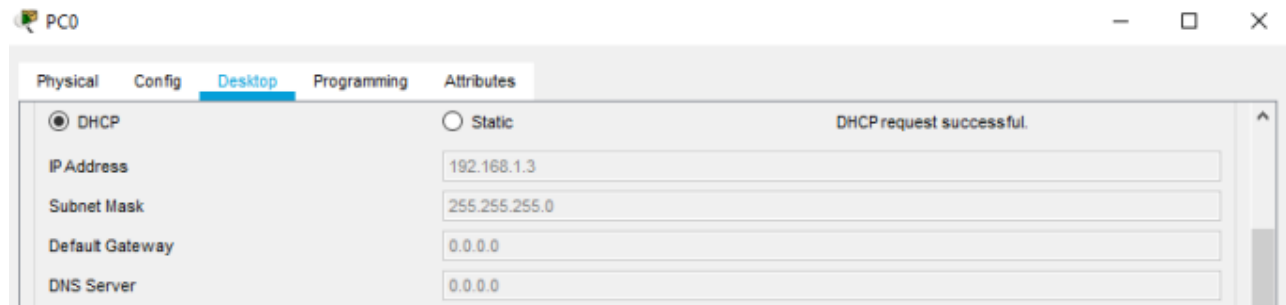 PC0
Physical Config Desktop Programming Attributes
DHCP Static DHCP request successful.
IP Address 192.168.1.3
Subnet Mask 255.255.255.0
Default Gateway 0.0.0.0
DNS Server 0.0.0.0